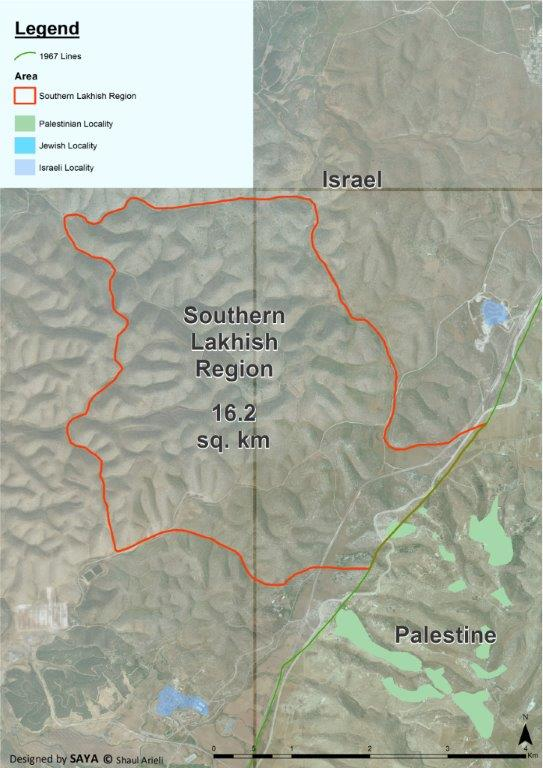 Legend
1967 Lines
Area
Southern Lakhish Region
Palestinian Locality
Jewish Locality
Israeli Locality
Israel
Southern
Lakhish
Region
16.2
sq. km
Palestine
N
0 .5 1 2 3 4
Km
Designed by SAYA © Shaul Arieli